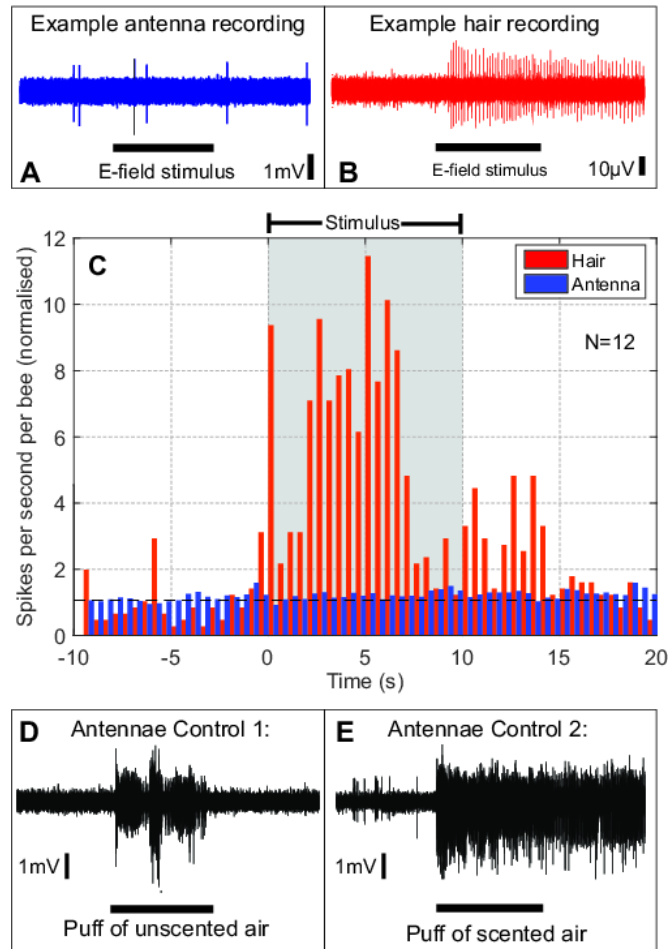 Example antenna recording
A
E-field stimulus
1mV
Example hair recording
B
E-field stimulus
10µV
Stimulus
C
Hair
Antenna
N=12
Spikes per second per bee (normalised)
12
10
8
6
4
2
0
-10
-5
0
5
10
15
20
Time (s)
D
Antennae Control 1:
1mV
Puff of unscented air
E
Antennae Control 2:
1mV
Puff of scented air